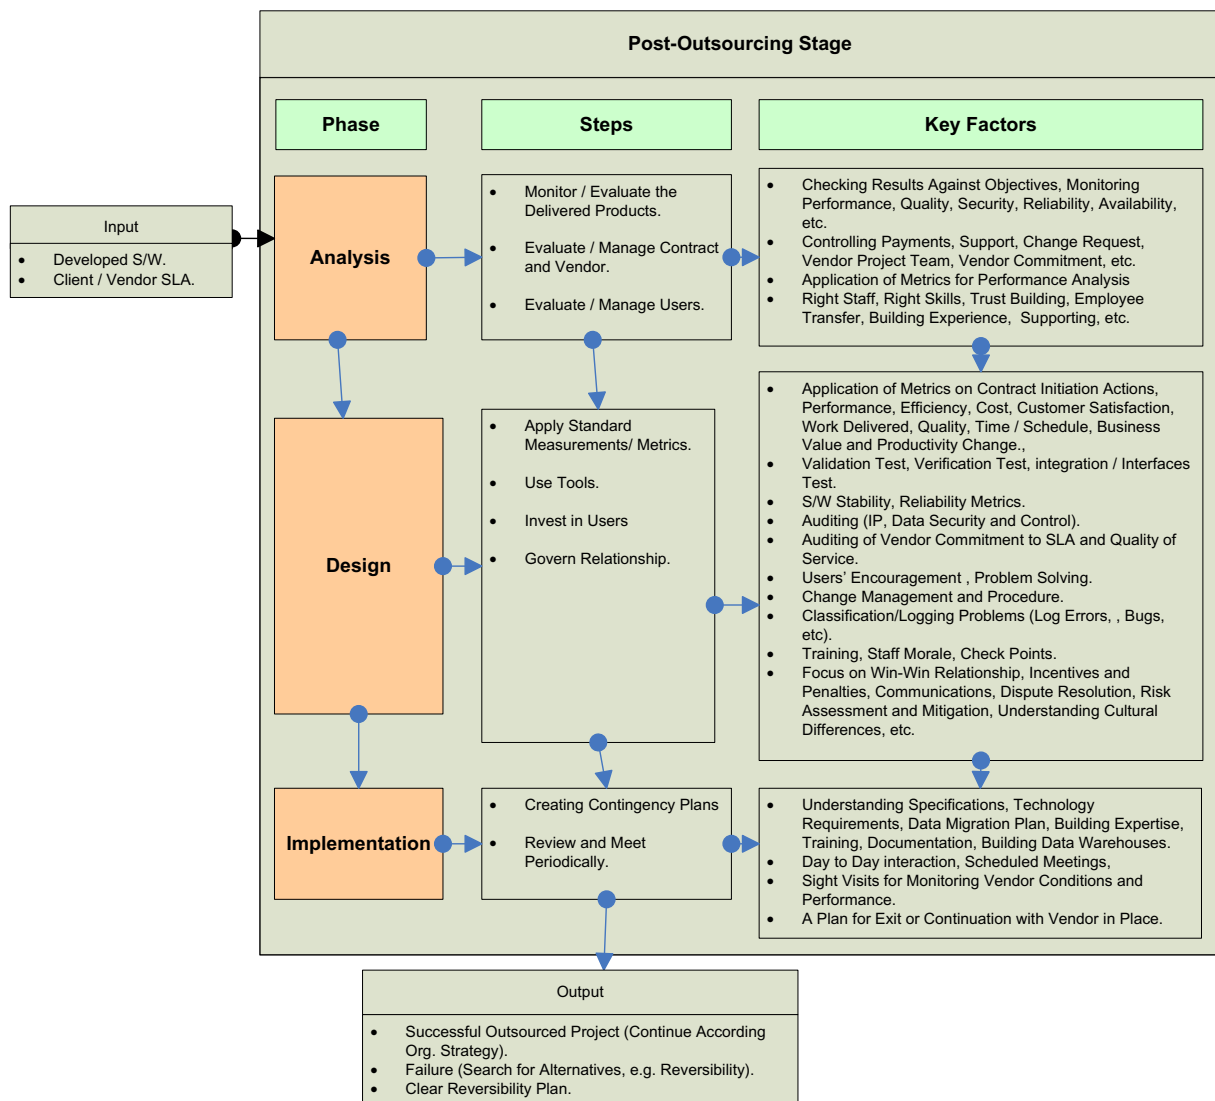 Post-Outsourcing Stage
Phase
Steps
Key Factors
Input
• Developed S/W.
• Client / Vendor SLA.
Analysis
• Monitor / Evaluate the
Delivered Products.
• Evaluate / Manage Contract
and Vendor.
• Evaluate / Manage Users.
• Checking Results Against Objectives, Monitoring
Performance, Quality, Security, Reliability, Availability,
etc.
• Controlling Payments, Support, Change Request,
Vendor Project Team, Vendor Commitment, etc.
• Application of Metrics for Performance Analysis
• Right Staff, Right Skills, Trust Building, Employee
Transfer, Building Experience, Supporting, etc.
Design
• Apply Standard
Measurements/ Metrics.
• Use Tools.
• Invest in Users
• Govern Relationship.
• Application of Metrics on Contract Initiation Actions,
Performance, Efficiency, Cost, Customer Satisfaction,
Work Delivered, Quality, Time / Schedule, Business
Value and Productivity Change.,
• Validation Test, Verification Test, integration / Interfaces
Test.
• S/W Stability, Reliability Metrics.
• Auditing (IP, Data Security and Control).
• Auditing of Vendor Commitment to SLA and Quality of
Service.
• Users' Encouragement , Problem Solving.
• Change Management and Procedure.
• Classification/Logging Problems (Log Errors, , Bugs,
etc).
• Training, Staff Morale, Check Points.
• Focus on Win-Win Relationship, Incentives and
Penalties, Communications, Dispute Resolution, Risk
Assessment and Mitigation, Understanding Cultural
Differences, etc.
Implementation
• Creating Contingency Plans
• Review and Meet
Periodically.
• Understanding Specifications, Technology
Requirements, Data Migration Plan, Building Expertise,
Training, Documentation, Building Data Warehouses.
• Day to Day interaction, Scheduled Meetings,
• Sight Visits for Monitoring Vendor Conditions and
Performance.
• A Plan for Exit or Continuation with Vendor in Place.
Output
• Successful Outsourced Project (Continue According
Org. Strategy).
• Failure (Search for Alternatives, e.g. Reversibility).
• Clear Reversibility Plan.